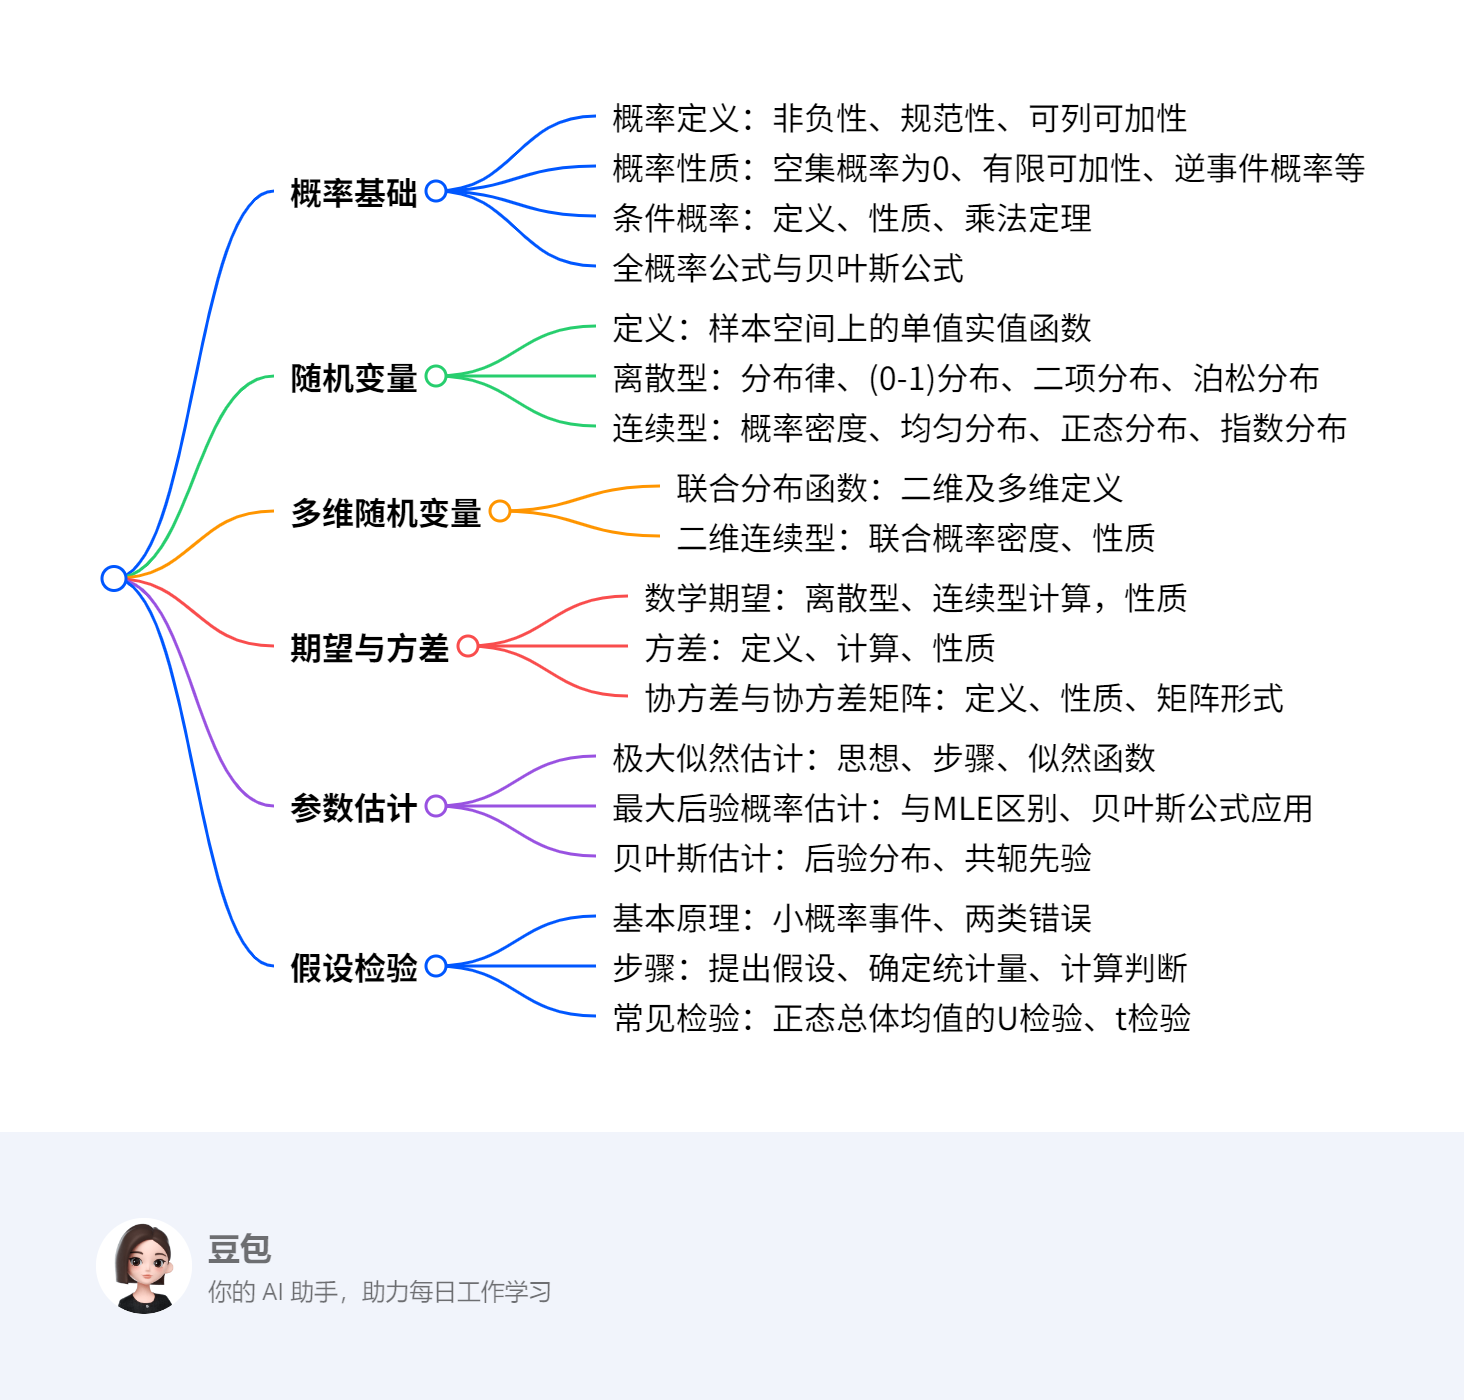 概率基础
概率定义：非负性、规范性、可列可加性
概率性质：空集概率为0、有限可加性、逆事件概率等
条件概率：定义、性质、乘法定理
全概率公式与贝叶斯公式
随机变量
定义：样本空间上的单值实值函数
离散型：分布律、(0-1)分布、二项分布、泊松分布
连续型：概率密度、均匀分布、正态分布、指数分布
多维随机变量
联合分布函数：二维及多维定义
二维连续型：联合概率密度、性质
期望与方差
数学期望：离散型、连续型计算，性质
方差：定义、计算、性质
协方差与协方差矩阵：定义、性质、矩阵形式
参数估计
极大似然估计：思想、步骤、似然函数
最大后验概率估计：与MLE区别、贝叶斯公式应用
贝叶斯估计：后验分布、共轭先验
假设检验
基本原理：小概率事件、两类错误
步骤：提出假设、确定统计量、计算判断
常见检验：正态总体均值的U检验、t检验
豆包
你的 AI 助手，助力每日工作学习